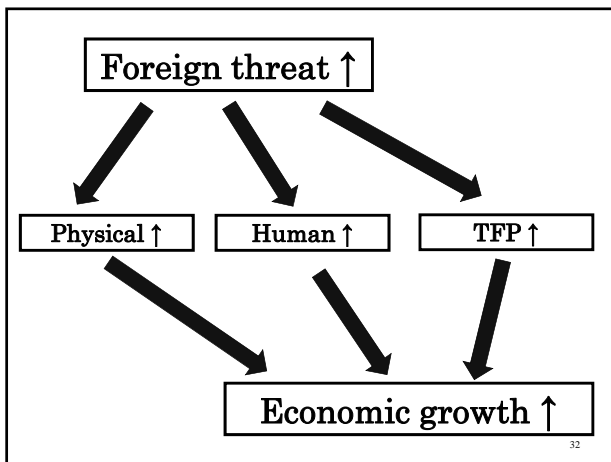 Foreign threat ↑
Physical ↑
Human ↑
TFP ↑
Economic growth ↑
32